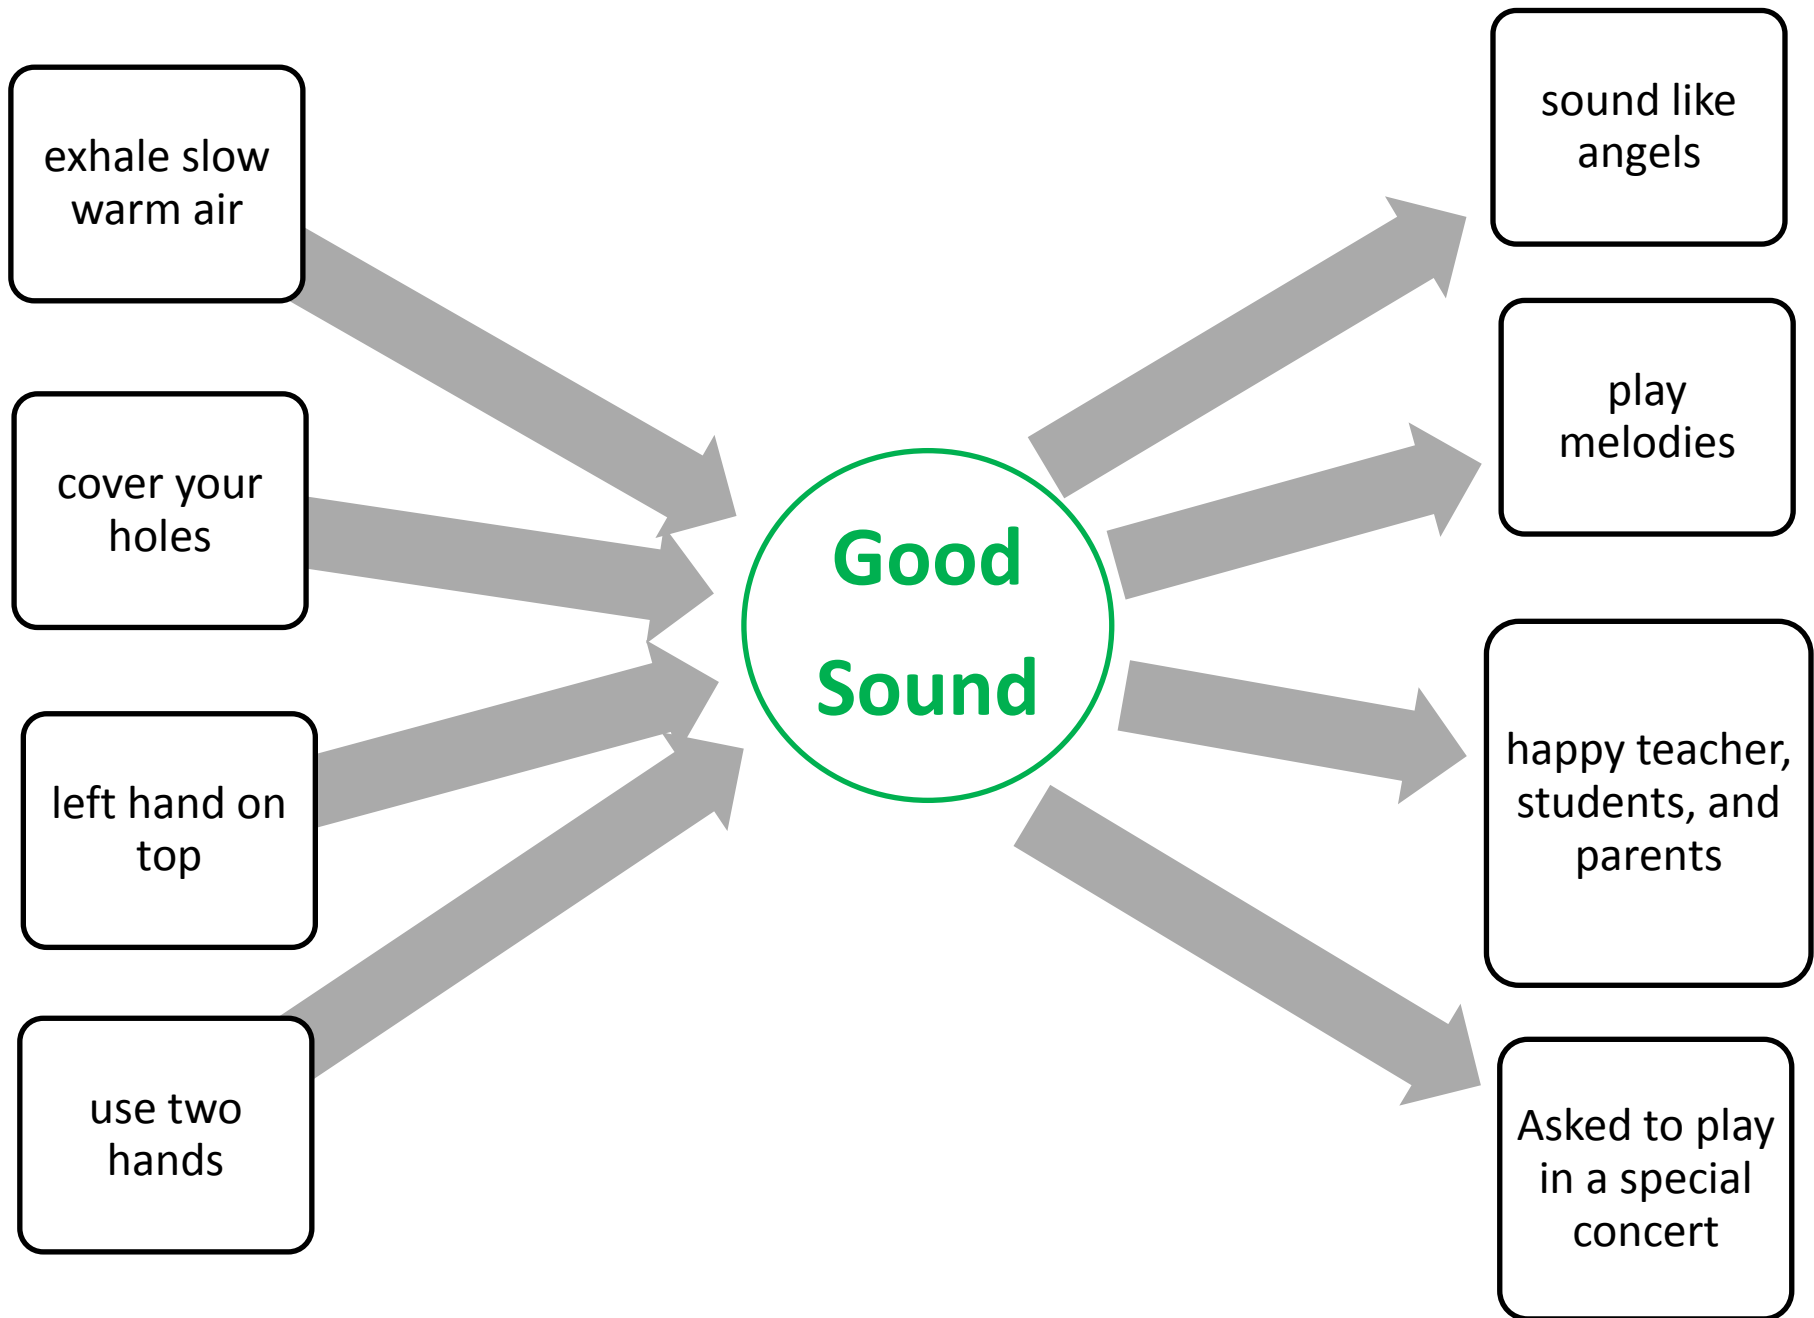 exhale slow
warm air
cover your
holes
left hand on
top
use two
hands
Good
Sound
sound like
angels
play
melodies
happy teacher,
students, and
parents
Asked to play
in a special
concert